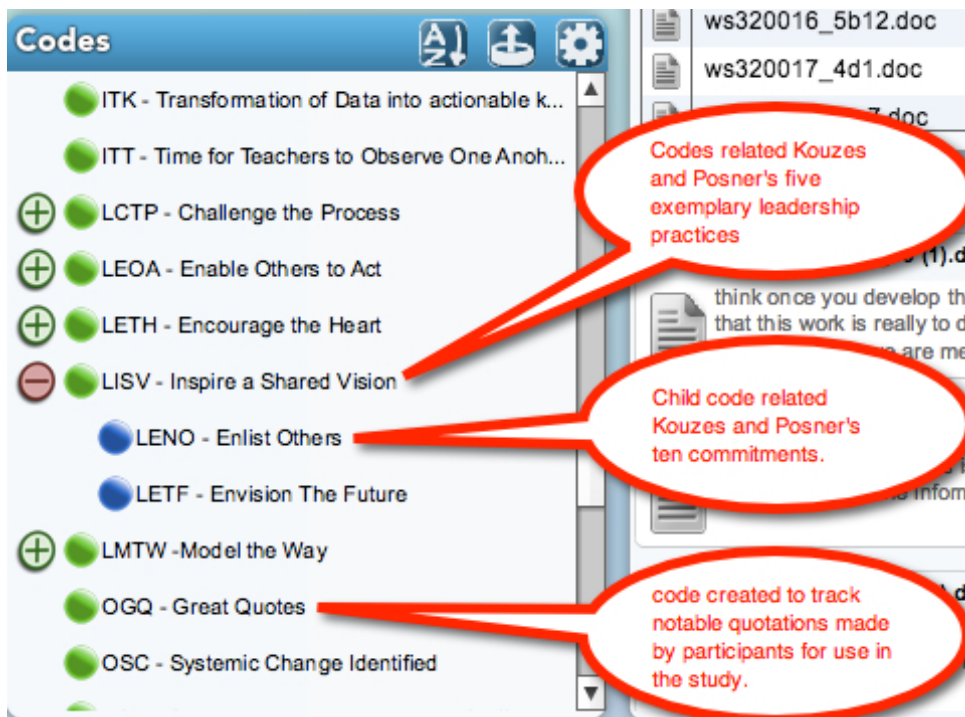 Codes
ITK - Transformation of Data into actionable k...
ITT - Time for Teachers to Observe One Anoh...
LCTP - Challenge the Process
LEOA - Enable Others to Act
LETH - Encourage the Heart
LISV - Inspire a Shared Vision
LENO - Enlist Others
LETF - Envision The Future
LMTW -Model the Way
OGQ - Great Quotes
OSC - Systemic Change Identified
ws320016_5b12.doc
ws320017_4d1.doc
7.doc
Codes related Kouzes
and Posner's five
exemplary leadership
practices
(1).d
think once you develop th
that this work is really to d
are me
Child code related
Kouzes and Posner's
ten commitments.
code created to track
notable quotations made
by participants for use in
the study.